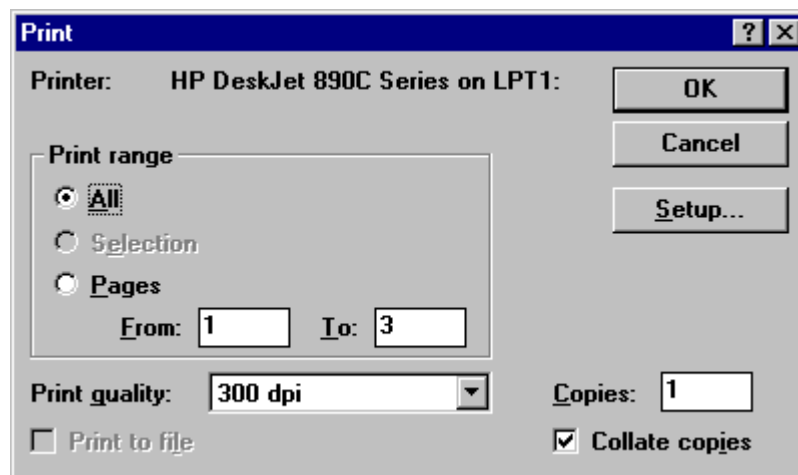 Print
Printer: HP DeskJet 890C Series on LPT1:
OK
Cancel
Setup...
Print range
All
Selection
Pages
From: 1 To: 3
Print quality: 300 dpi
Copies: 1
Print to file
Collate copies